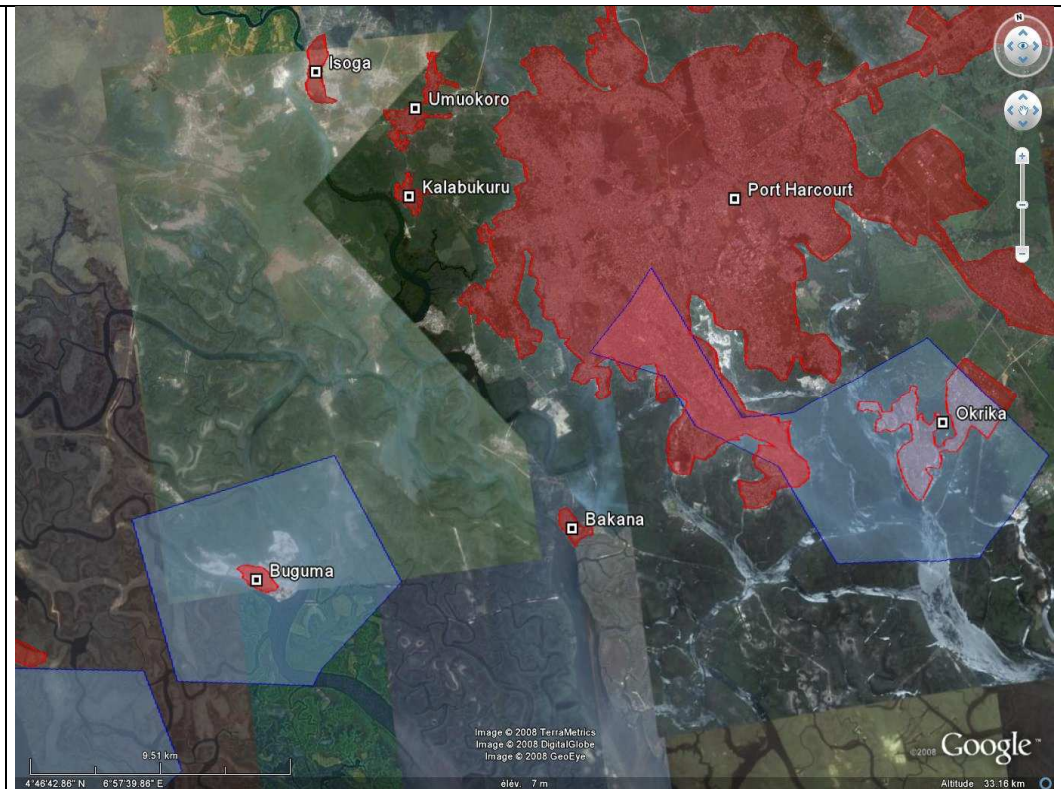 N
Isoga
Umuokoro
Kalabukuru
Port Harcourt
Okrika
Bakana
Buguma
Image © 2008 TerraMetrics
Image © 2008 DigitalGlobe
Image © 2008 GeoEye
©2008 Google™
9.51 km
4°46'42.86" N 6°57'39.86" E
élév. 7 m
Altitude 33.16 km